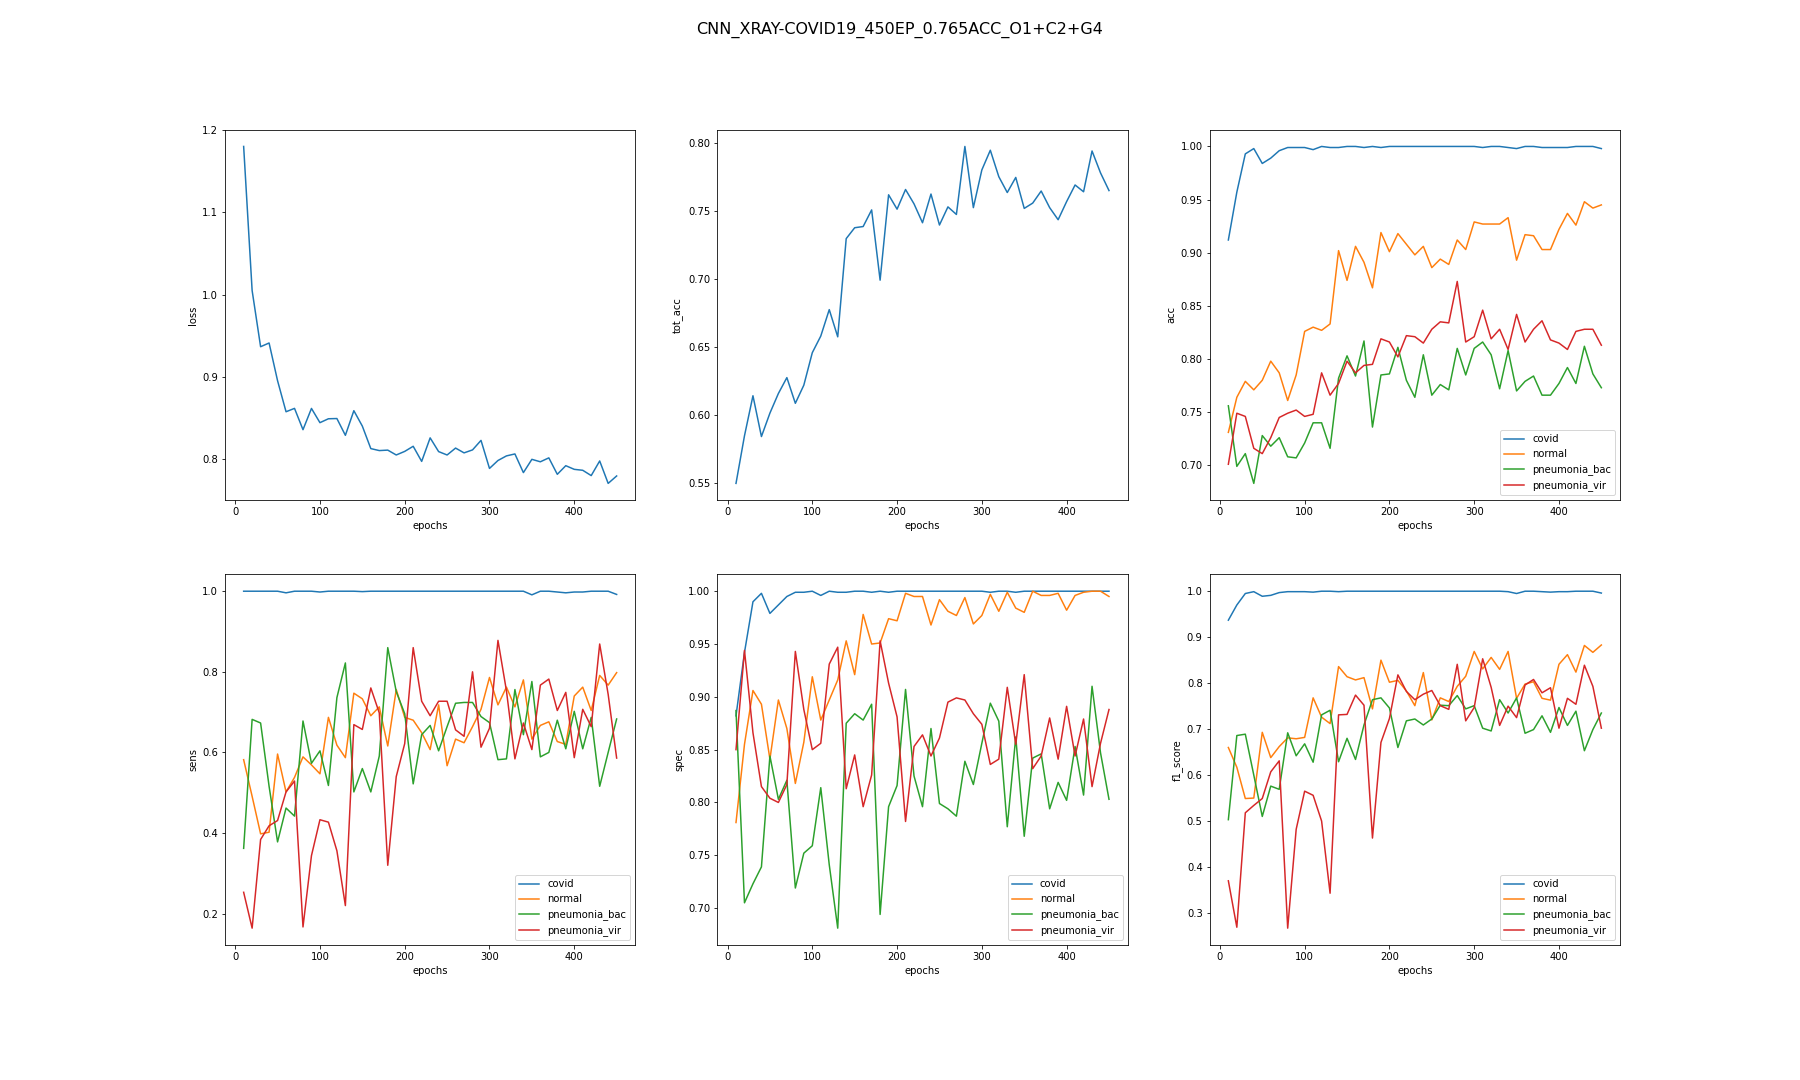 CNN_XRAY-COVID19_450EP_0.765ACC_O1+C2+G4
1.2
1.1
1.0
0.9
0.8
loss
0 100 200 300 400
epochs
0.80
0.75
0.70
0.65
0.60
0.55
tot_acc
0 100 200 300 400
epochs
1.00
0.95
0.90
0.85
0.80
0.75
0.70
acc
covid
normal
pneumonia_bac
pneumonia_vir
0 100 200 300 400
epochs
1.0
0.8
0.6
0.4
0.2
sens
covid
normal
pneumonia_bac
pneumonia_vir
0 100 200 300 400
epochs
1.00
0.95
0.90
0.85
0.80
0.75
0.70
spec
covid
normal
pneumonia_bac
pneumonia_vir
0 100 200 300 400
epochs
1.0
0.9
0.8
0.7
0.6
0.5
0.4
0.3
f1_score
covid
normal
pneumonia_bac
pneumonia_vir
0 100 200 300 400
epochs